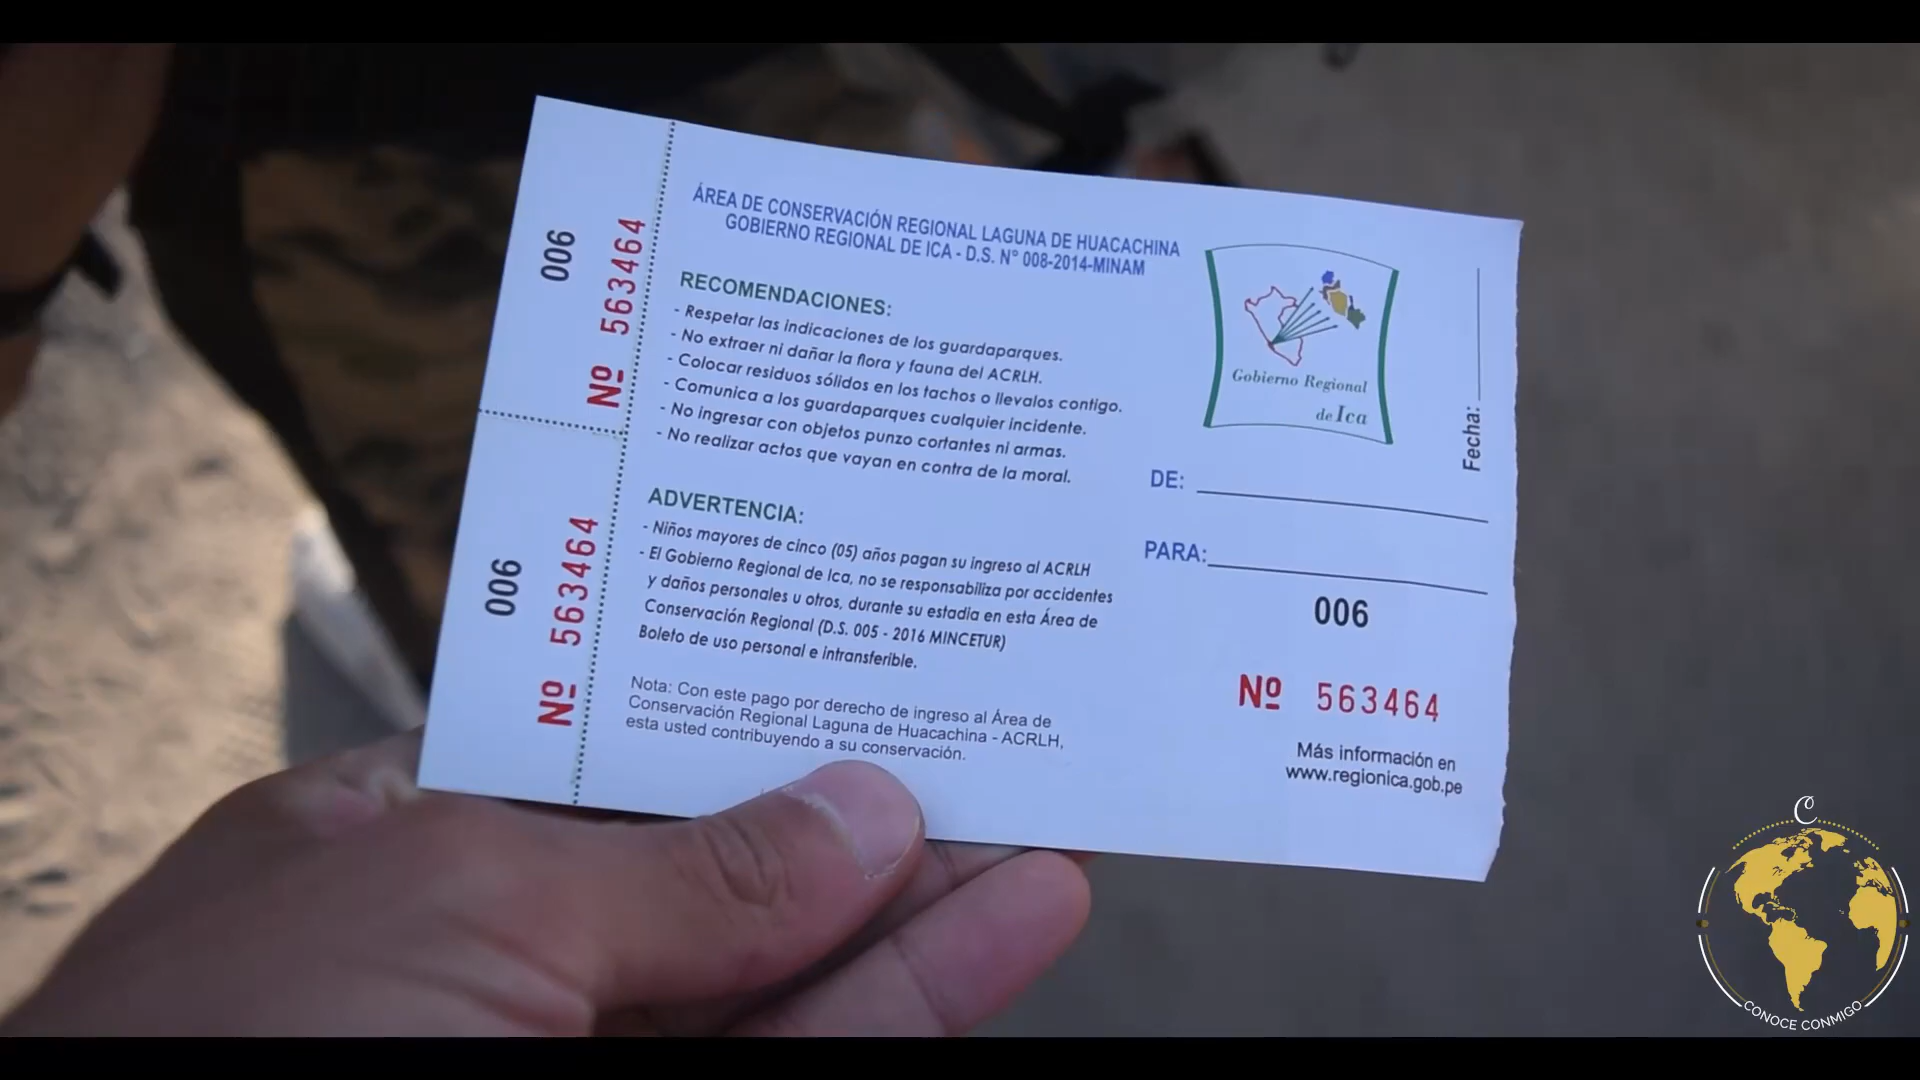 006
Nº 563464
006
Nº 563464
ÁREA DE CONSERVACIÓN REGIONAL LAGUNA DE HUACACHINA
GOBIERNO REGIONAL DE ICA - D.S. N° 008-2014-MINAM
RECOMENDACIONES:
- Respetar las indicaciones de los guardaparques.
- No extraer ni dañar la flora y fauna del ACRLH.
- Colocar residuos sólidos en los tachos o llevalos contigo.
- Comunica a los guardaparques cualquier incidente.
- No ingresar con objetos punzo cortantes ni armas.
- No realizar actos que vayan en contra de la moral.
ADVERTENCIA:
- Niños mayores de cinco (05) años pagan su ingreso al ACRLH
- El Gobierno Regional de Ica, no se responsabiliza por accidentes
y daños personales u otros, durante su estadia en esta Área de
Conservación Regional (D.S. 005 - 2016 MINCETUR)
Boleto de uso personal e intransferible.
Nota: Con este pago por derecho de ingreso al Área de
Conservación Regional Laguna de Huacachina - ACRLH,
esta usted contribuyendo a su conservación.
Gobierno Regional
de Ica
Fecha:
DE:
PARA:
006
Nº 563464
Más información en
www.regionica.gob.pe
C
CONOCE CONMIGO